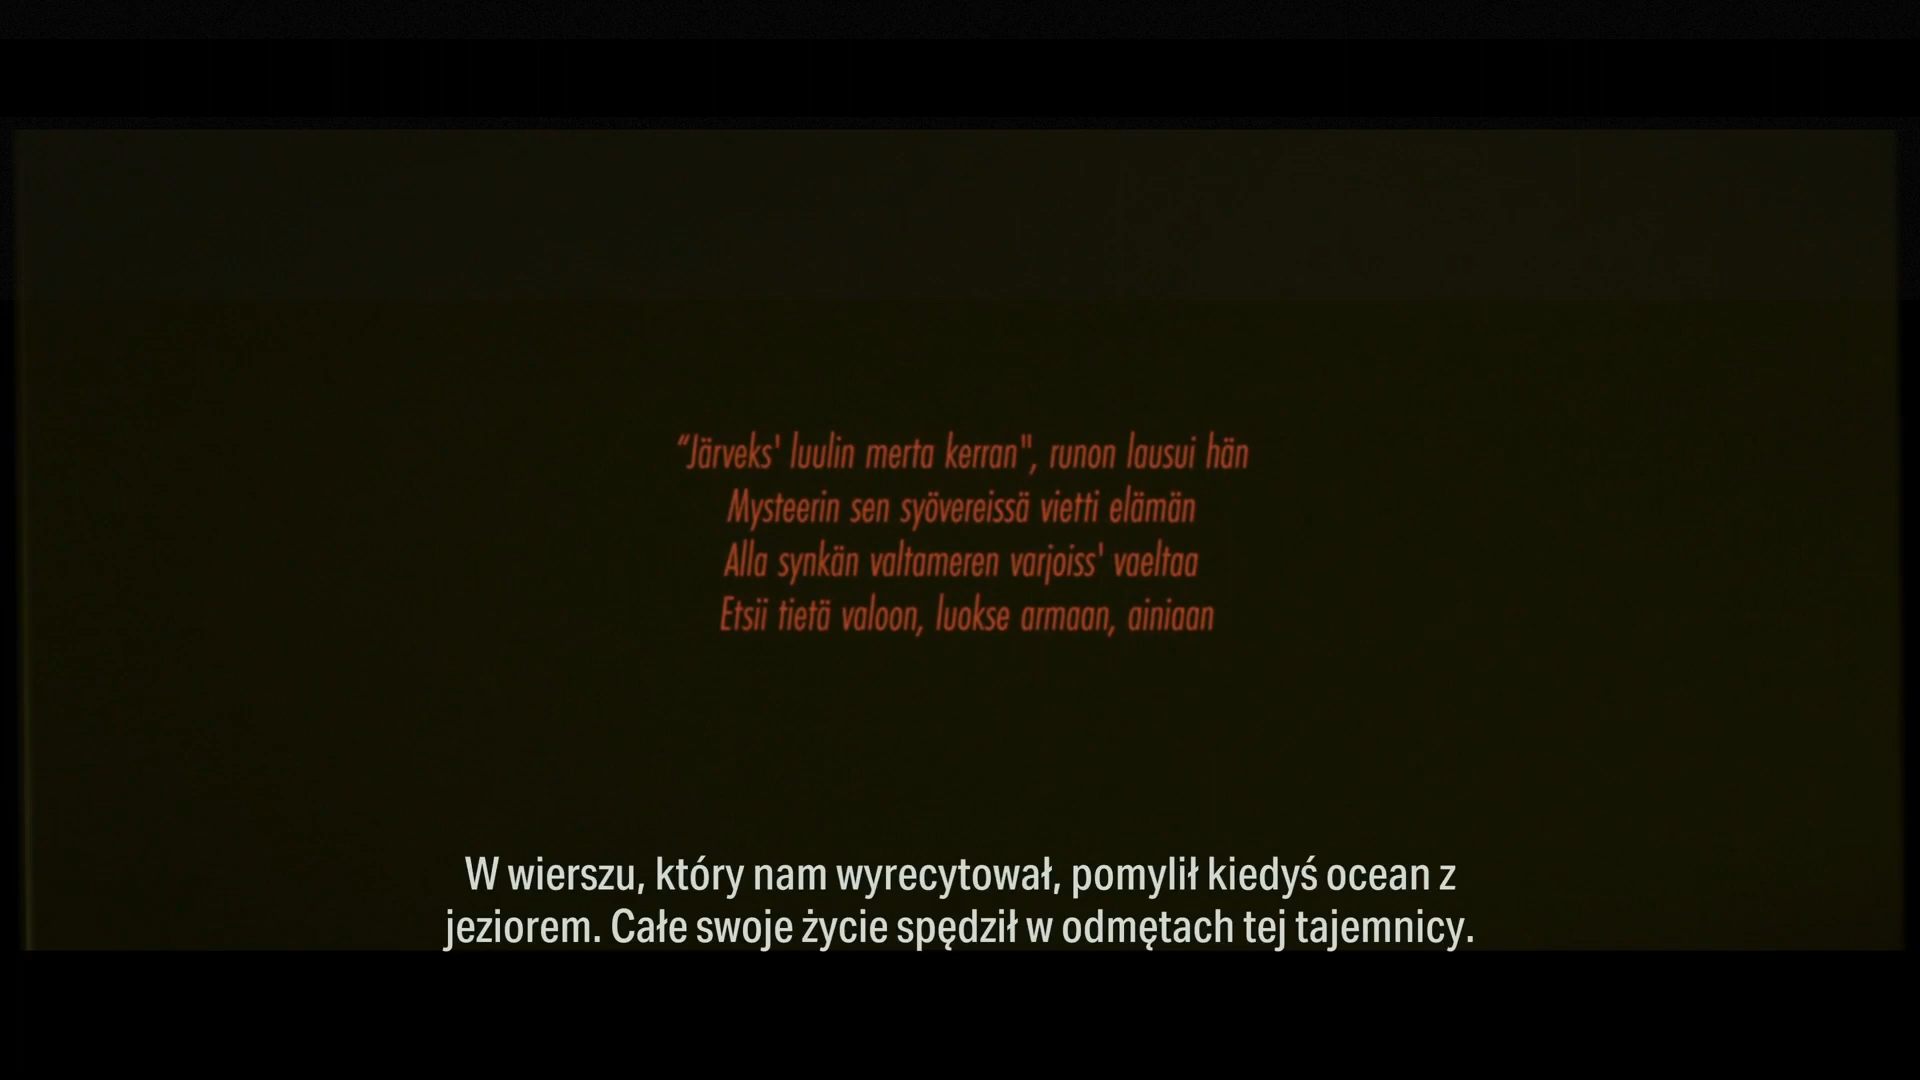 “Järveks' luulin merta kerran", runon lausui hän
Mysteerin sen syövereissä vietti elämän
Alla synkän valtameren varjoiss' vaeltaa
Etsii tietä valoon, luokse armaan, ainiaan
W wierszu, który nam wyrecytował, pomylił kiedyś ocean z
jeziorem. Całe swoje życie spędził w odmętach tej tajemnicy.